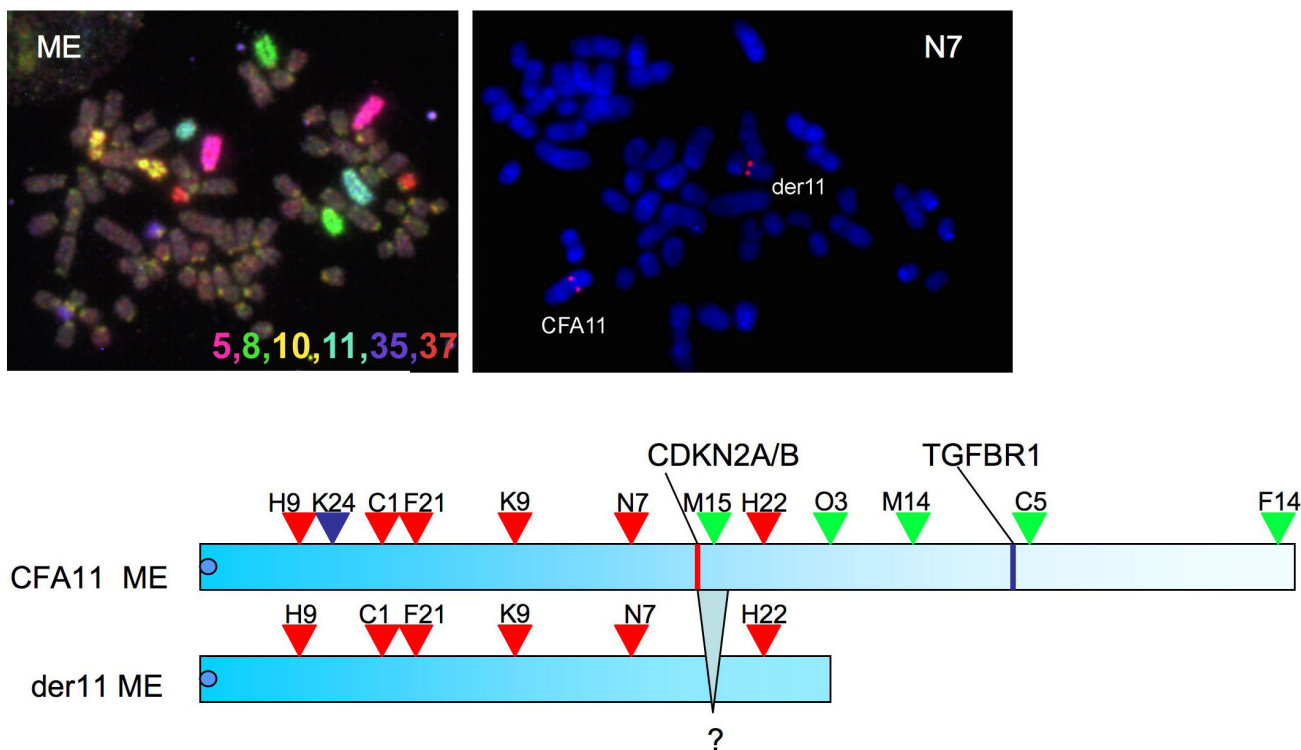 ME
N7
der11
CFA11
5,8,10,11,35,37
CDKN2A/B
TGFBR1
H9 K24 C1 F21 K9 N7 M15 H22 O3 M14 C5 F14
CFA11 ME
H9 C1 F21 K9 N7 H22
der11 ME
?